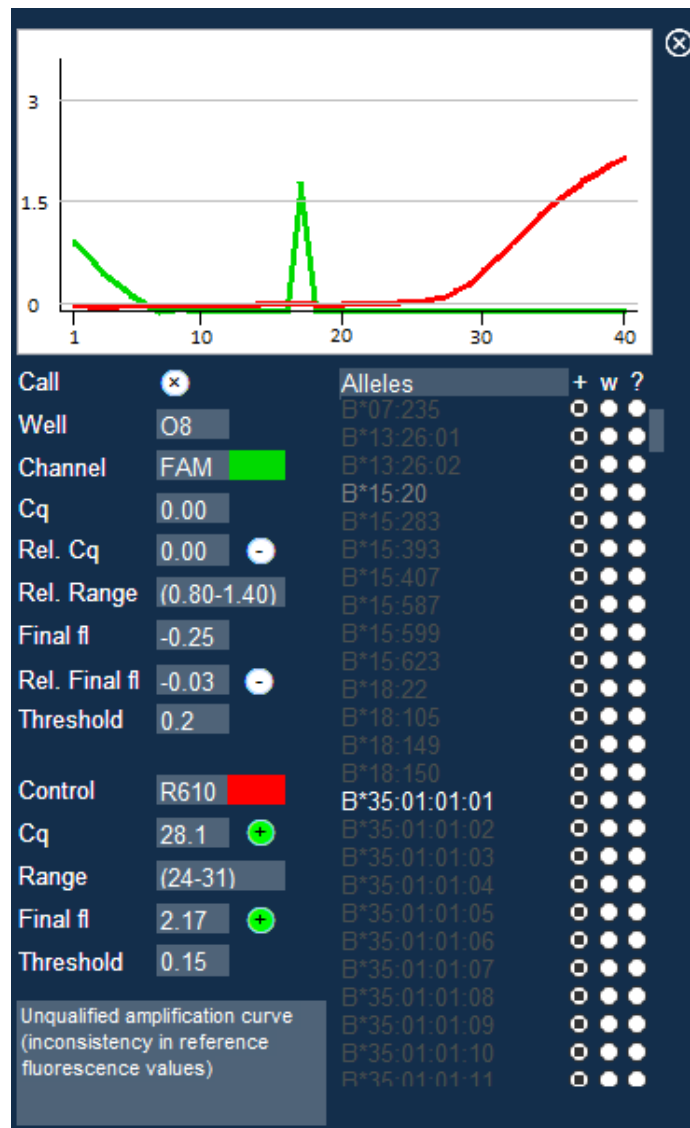 3
1.5
0
1 10 20 30 40
Call
Well O8
Channel FAM
Cq 0.00
Rel. Cq 0.00 -
Rel. Range (0.80-1.40)
Final fl -0.25
Rel. Final fl -0.03 -
Threshold 0.2
Control R610
Cq 28.1 +
Range (24-31)
Final fl 2.17 +
Threshold 0.15
Unqualified amplification curve
(inconsistency in reference
fluorescence values)
Alleles + w ?
B*07:235
B*13:26:01
B*13:26:02
B*15:20
B*15:283
B*15:393
B*15:407
B*15:587
B*15:599
B*15:623
B*18:22
B*18:105
B*18:149
B*18:150
B*35:01:01:01
B*35:01:01:02
B*35:01:01:03
B*35:01:01:04
B*35:01:01:05
B*35:01:01:06
B*35:01:01:07
B*35:01:01:08
B*35:01:01:09
B*35:01:01:10
B*35:01:01:11